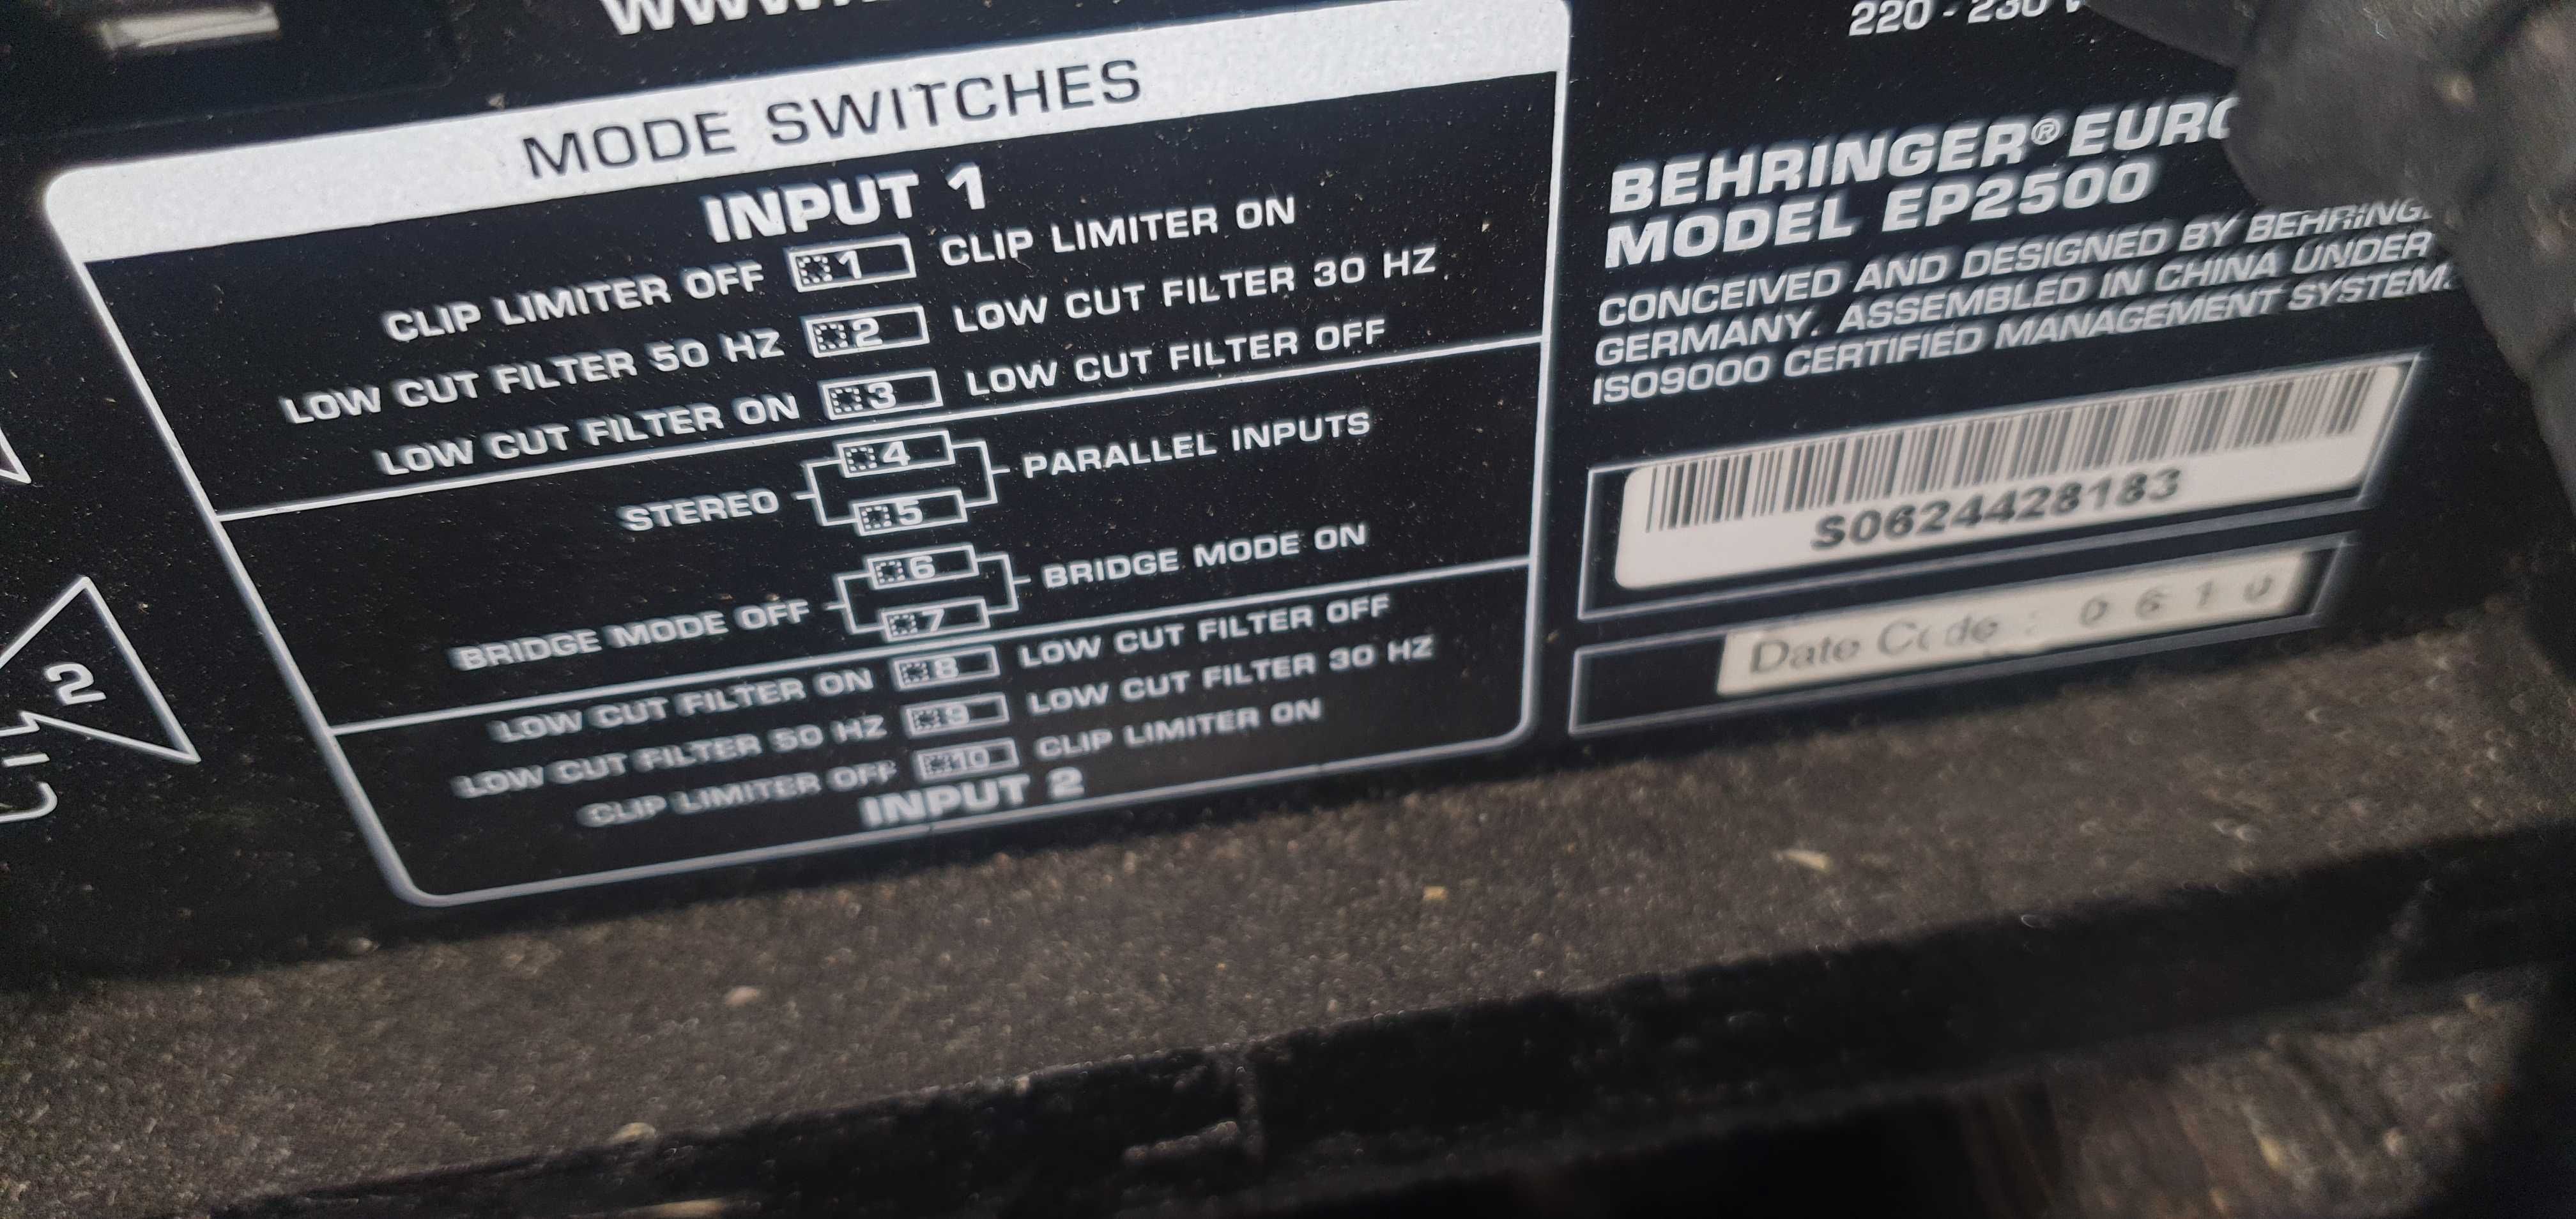 WWW.
220 - 230 V
MODE SWITCHES
INPUT 1
CLIP LIMITER OFF 1 CLIP LIMITER ON
LOW CUT FILTER 50 HZ 2 LOW CUT FILTER 30 HZ
LOW CUT FILTER ON 3 LOW CUT FILTER OFF
4
STEREO PARALLEL INPUTS
5
6
BRIDGE MODE OFF BRIDGE MODE ON
7
LOW CUT FILTER ON 8 LOW CUT FILTER OFF
LOW CUT FILTER 50 HZ 9 LOW CUT FILTER 30 HZ
CLIP LIMITER OFF 10 CLIP LIMITER ON
INPUT 2
2
BEHRINGER® EURO
MODEL EP2500
CONCEIVED AND DESIGNED BY BEHRING
GERMANY. ASSEMBLED IN CHINA UNDER
ISO9000 CERTIFIED MANAGEMENT SYSTEM.
S0624428183
Date Code : 0610